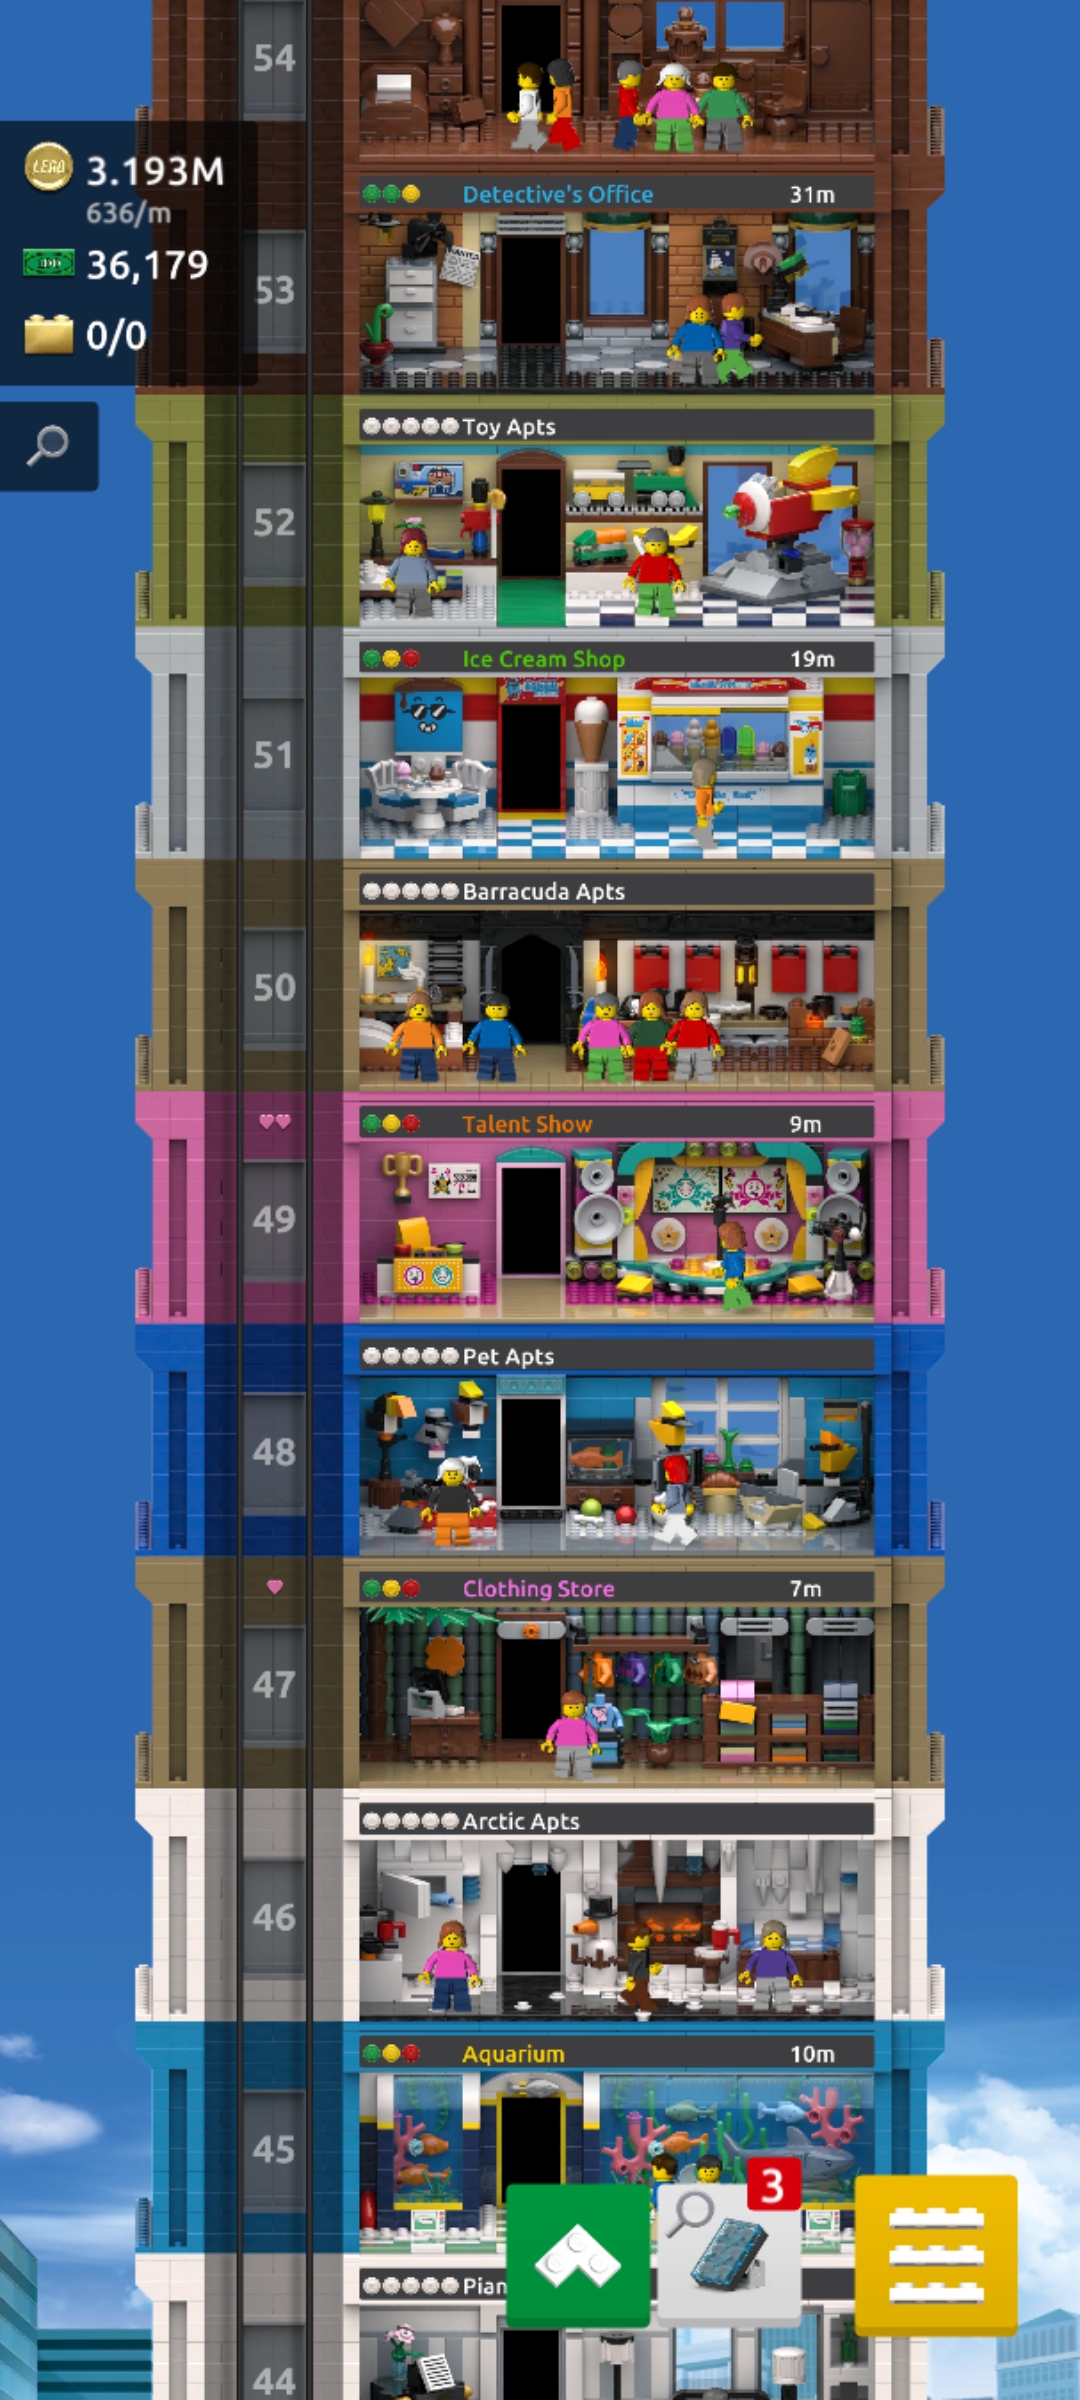 54
LEGO
3.193M
636/m
36,179
0/0
Detective's Office 31m
WANTED
53
Toy Apts
52
Ice Cream Shop 19m
51
Barracuda Apts
50
Talent Show 9m
49
Pet Apts
48
Clothing Store 7m
47
Arctic Apts
46
Aquarium 10m
45
3
Pian
44